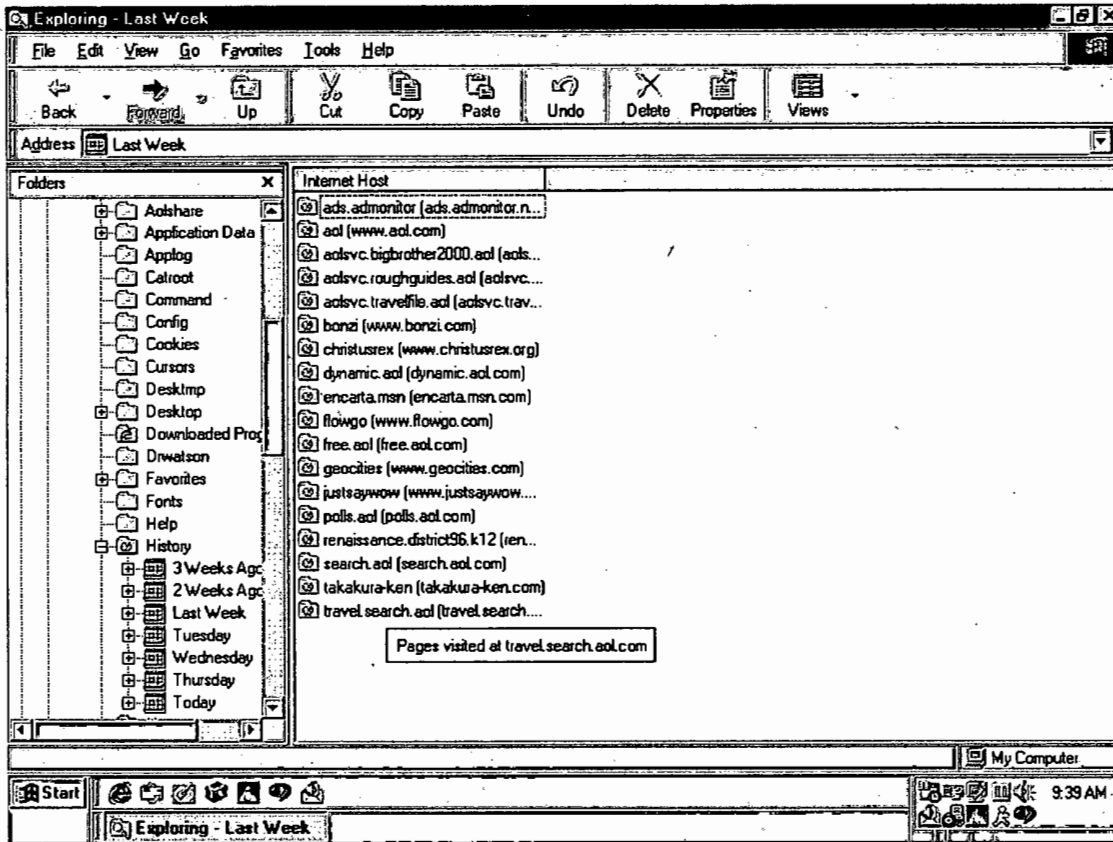 Exploring - Last Week
File Edit View Go Favorites Tools Help
Back Forward Up Cut Copy Paste Undo Delete Properties Views
Address Last Week
Folders
Aolshare
Application Data
Applog
Catroot
Command
Config
Cookies
Cursors
Desktmp
Desktop
Downloaded Prog
Drwatson
Favorites
Fonts
Help
History
3 Weeks Ago
2 Weeks Ago
Last Week
Tuesday
Wednesday
Thursday
Today
Internet Host
ads.admonitor (ads.admonitor.n...
aol (www.aol.com)
aolsvc.bigbrother2000.aol (aols...
aolsvc.roughguides.aol (aolsvc....
aolsvc.travelfile.aol (aolsvc.trav...
bonzi (www.bonzi.com)
christusrex (www.christusrex.org)
dynamic.aol (dynamic.aol.com)
encarta.msn (encarta.msn.com)
flowgo (www.flowgo.com)
free.aol (free.aol.com)
geocities (www.geocities.com)
justsaywow (www.justsaywow....
polls.aol (polls.aol.com)
renaissance.district96.k12 (ren...
search.aol (search.aol.com)
takakura-ken (takakura-ken.com)
travel.search.aol (travel.search....
Pages visited at travel.search.aol.com
My Computer
Start
9:39 AM
Exploring - Last Week